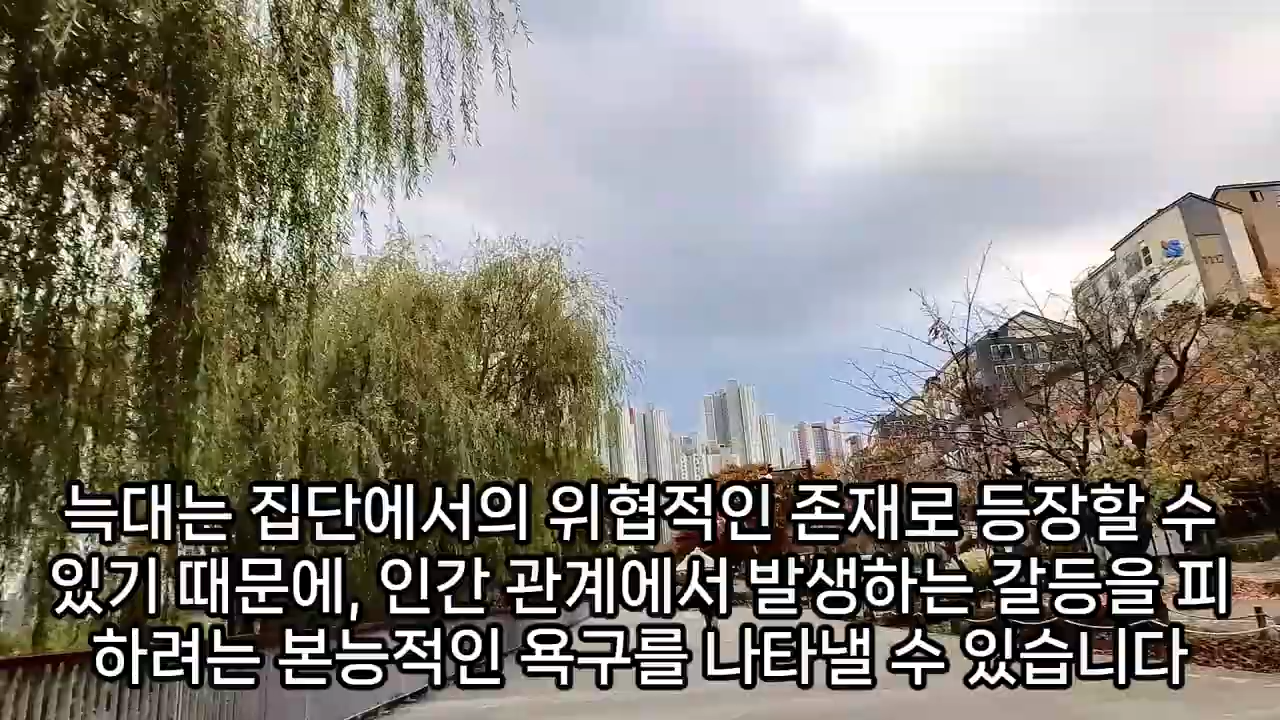 늑대는 집단에서의 위협적인 존재로 등장할 수
있기 때문에, 인간 관계에서 발생하는 갈등을 피
하려는 본능적인 욕구를 나타낼 수 있습니다